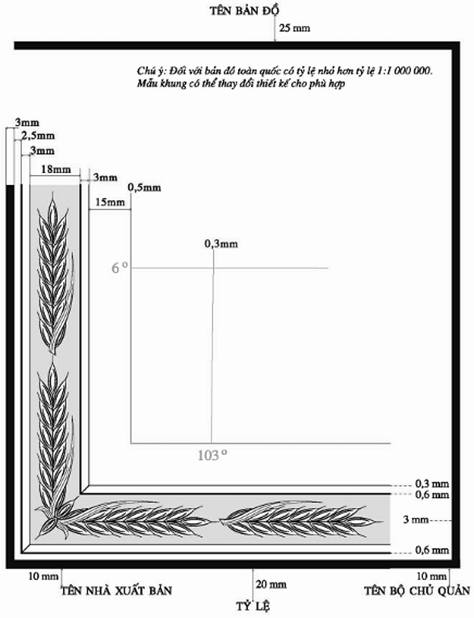 TÊN BẢN ĐỒ
25 mm
Chú ý: Đối với bản đồ toàn quốc có tỷ lệ nhỏ hơn tỷ lệ 1:1 000 000.
Mẫu khung có thể thay đổi thiết kế cho phù hợp
3mm
2,5mm
3mm
18mm
3mm
0,5mm
15mm
0,3mm
6°
103°
0,3 mm
0,6 mm
3 mm
0,6 mm
10 mm
20 mm
10 mm
TÊN NHÀ XUẤT BẢN
TỶ LỆ
TÊN BỘ CHỦ QUẢN